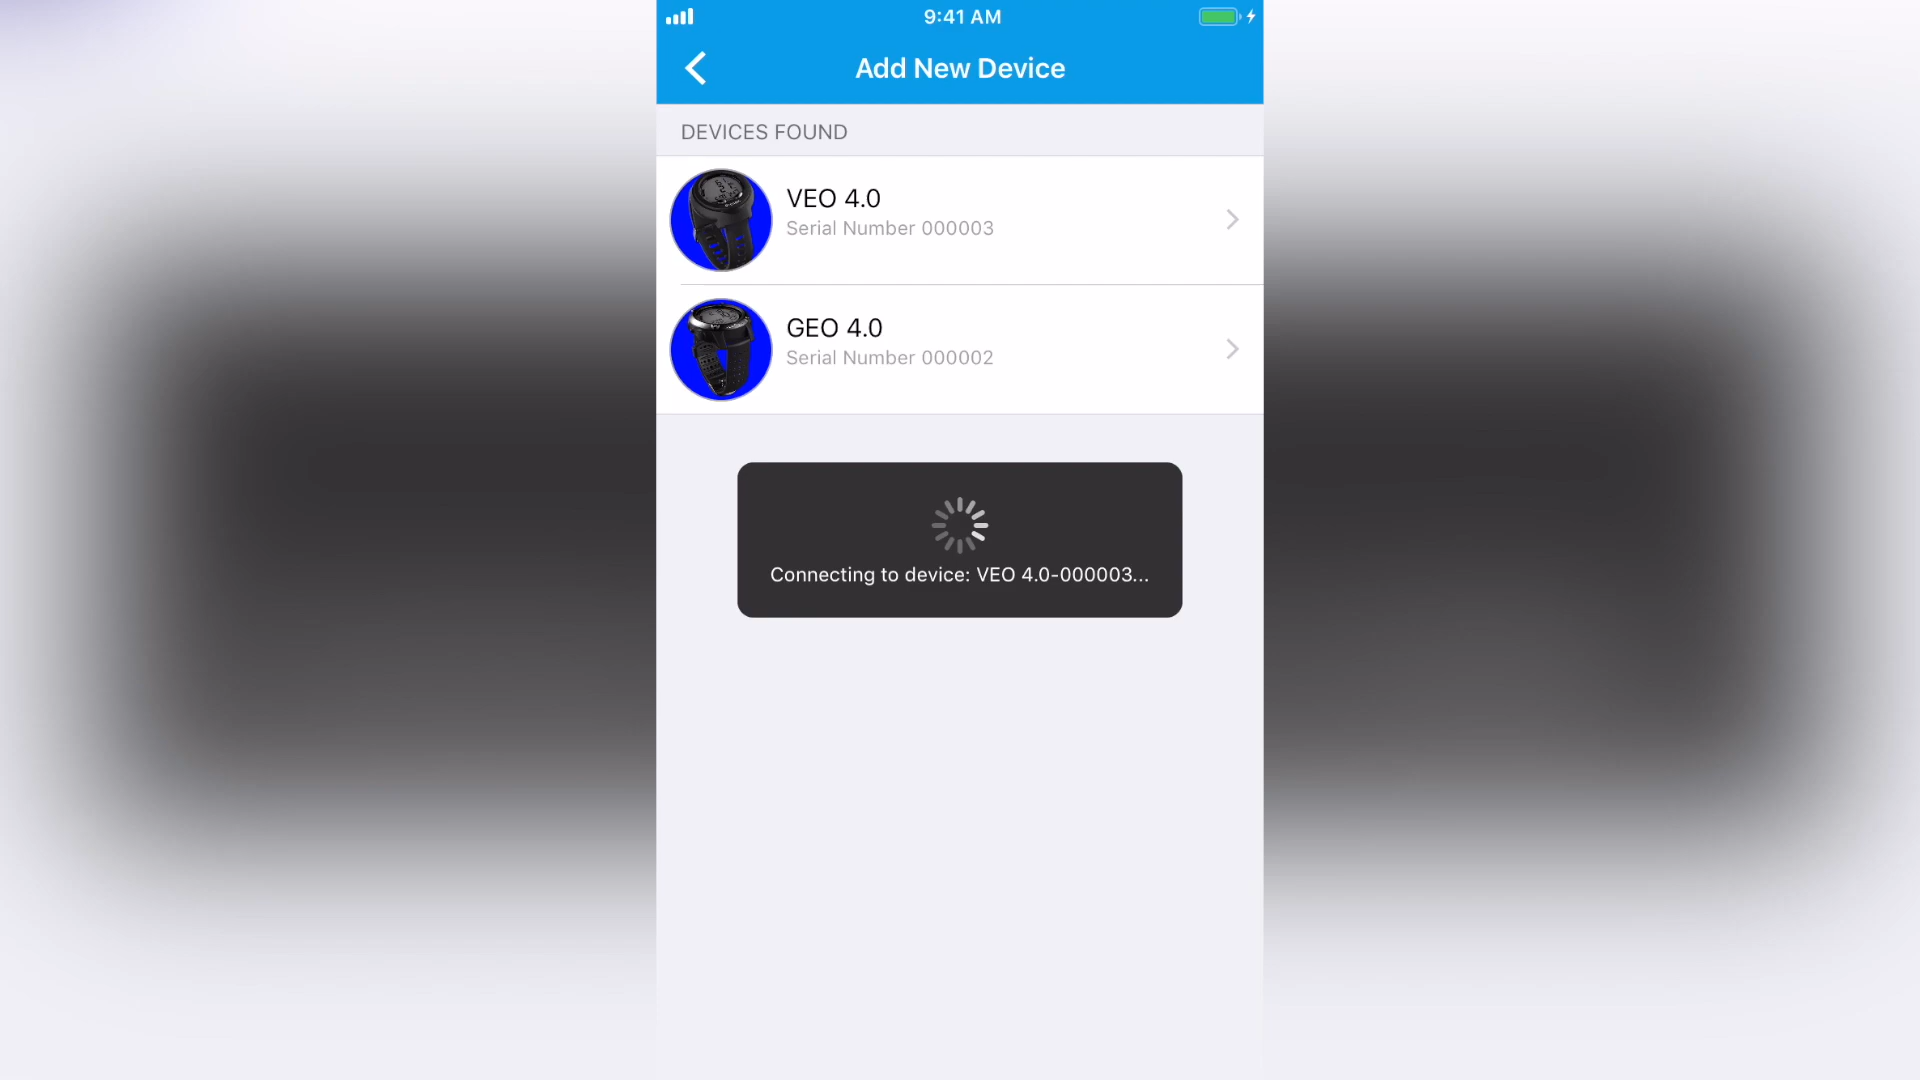 9:41 AM
Add New Device
DEVICES FOUND
VEO 4.0
Serial Number 000003
GEO 4.0
Serial Number 000002
Connecting to device: VEO 4.0-000003...